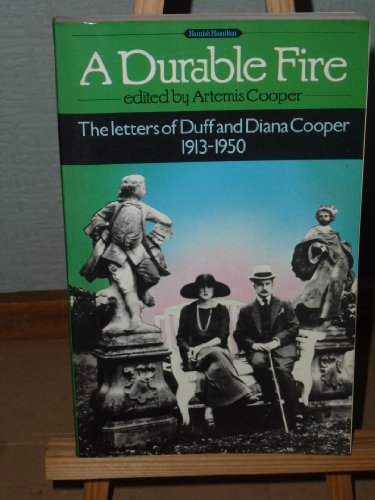 Hamish Hamilton
A Durable Fire
edited by Artemis Cooper
The letters of Duff and Diana Cooper
1913-1950